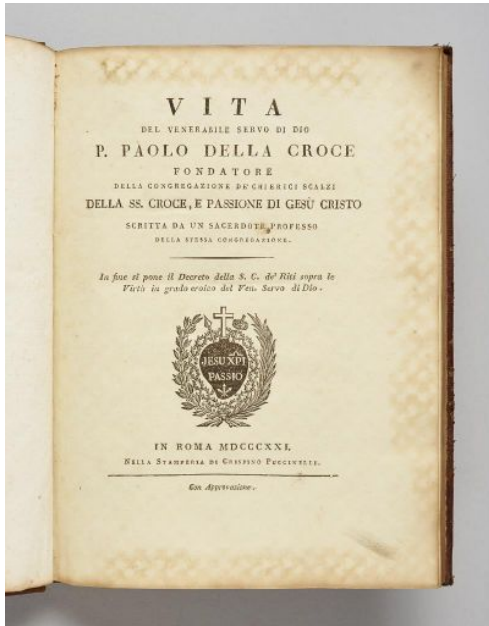 VITA
DEL VENERABILE SERVO DI DIO
P. PAOLO DELLA CROCE
FONDATORE
DELLA CONGREGAZIONE DE' CHIERICI SCALZI
DELLA SS. CROCE, E PASSIONE DI GESÙ CRISTO
SCRITTA DA UN SACERDOTE PROFESSO
DELLA STESSA CONGREGAZIONE.
In fine si pone il Decreto della S. C. de' Riti sopra le
Virtù in grado eroico del Ven. Servo di Dio.
JESU XPI
PASSIO
IN ROMA MDCCCXXI.
NELLA STAMPERIA DI CRISPINO PUCCINELLI.
Con Approvazione.